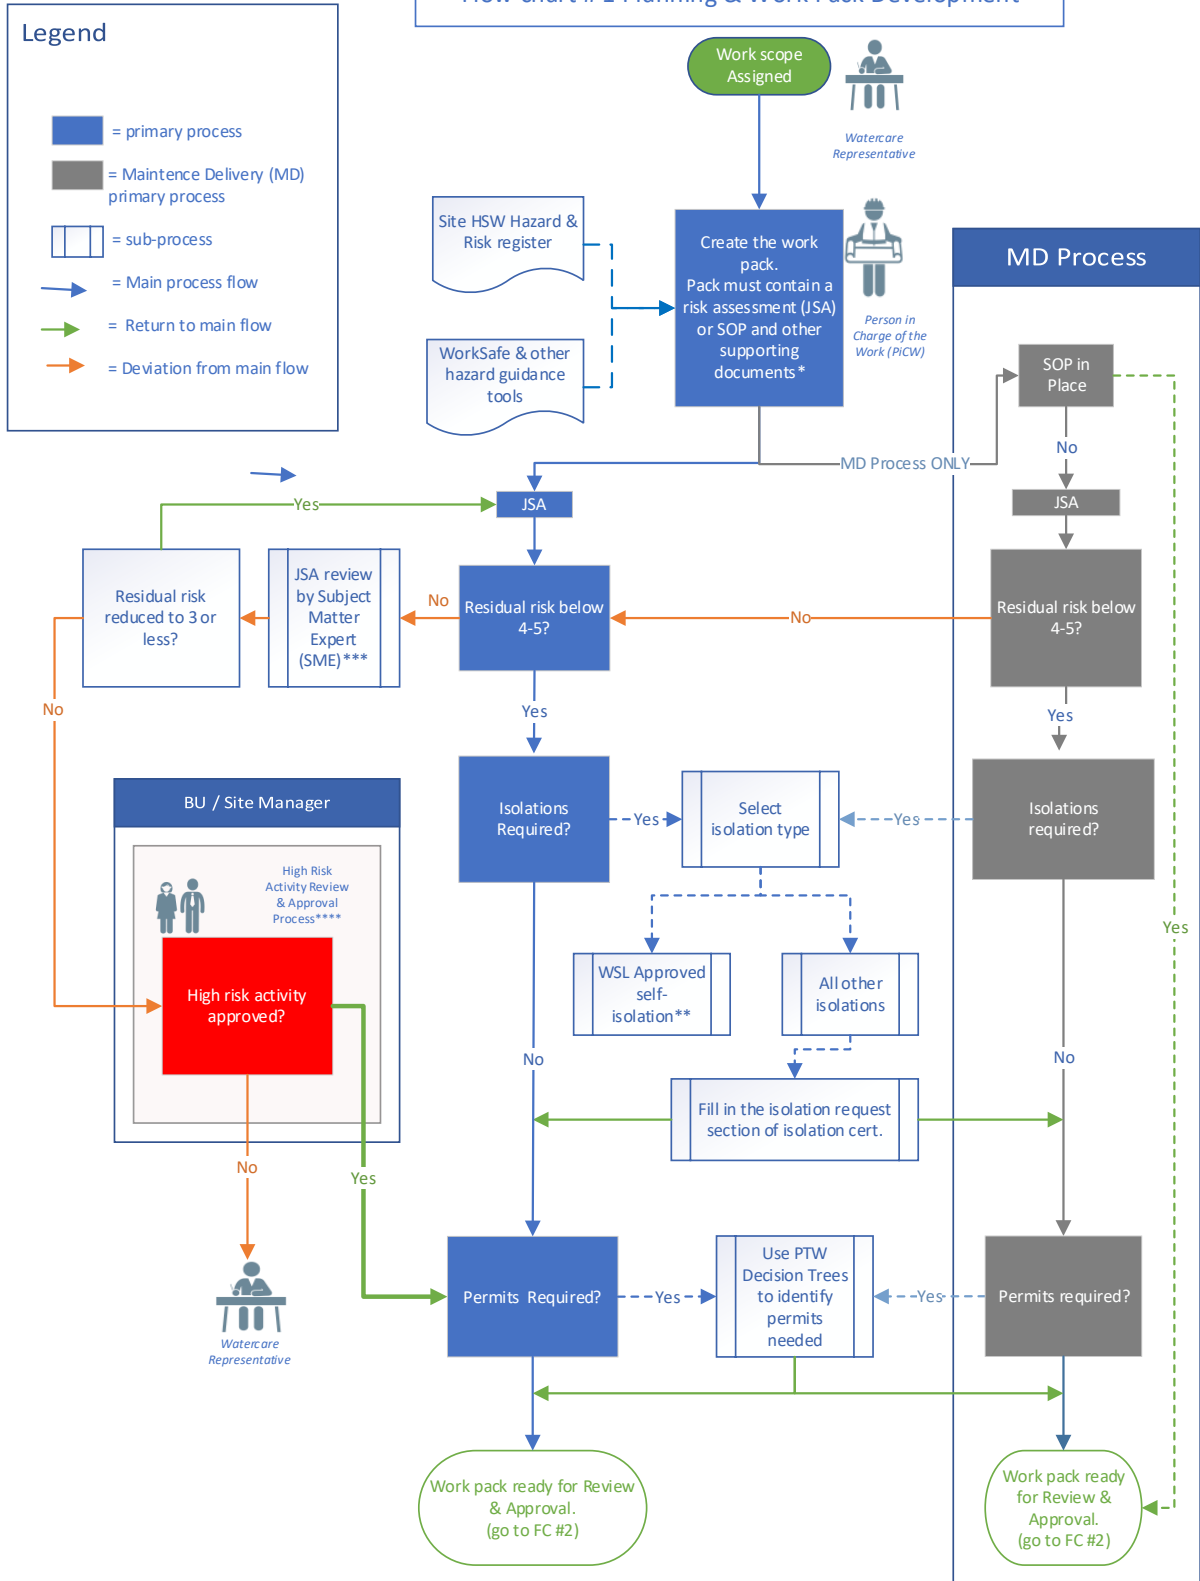 Flow chart # 1 Planning & Work Pack Development
Legend
= primary process
= Maintence Delivery (MD)
primary process
= sub-process
= Main process flow
= Return to main flow
= Deviation from main flow
Work scope
Assigned
Watercare
Representative
Site HSW Hazard &
Risk register
WorkSafe & other
hazard guidance
tools
Create the work
pack.
Pack must contain a
risk assessment (JSA)
or SOP and other
supporting
documents*
Person in
Charge of the
Work (PiCW)
MD Process
SOP in
Place
No
MD Process ONLY
JSA
Yes
JSA
Residual risk
reduced to 3 or
less?
JSA review
by Subject
Matter
Expert
(SME)***
No
Residual risk below
4-5?
No
Residual risk below
4-5?
No
Yes
Yes
BU / Site Manager
High Risk
Activity Review
& Approval
Process****
High risk activity
approved?
Isolations
Required?
Yes
Select
isolation type
Yes
Isolations
required?
Yes
WSL Approved
self-
isolation**
All other
isolations
No
No
Fill in the isolation request
section of isolation cert.
No
Yes
Watercare
Representative
Permits Required?
Yes
Use PTW
Decision Trees
to identify
permits
needed
Yes
Permits required?
Work pack ready for Review
& Approval.
(go to FC #2)
Work pack ready
for Review &
Approval.
(go to FC #2)